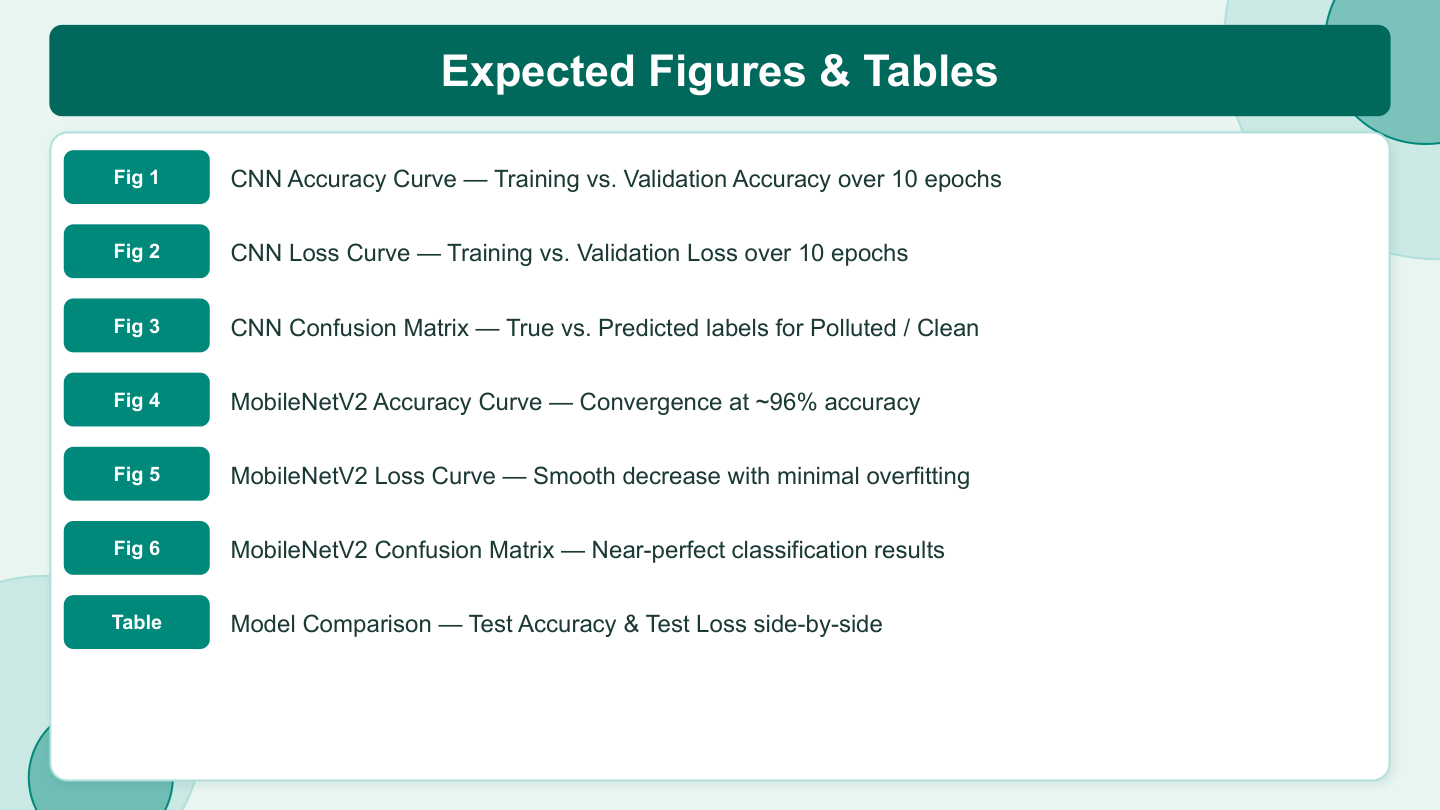 Expected Figures & Tables
Fig 1 CNN Accuracy Curve — Training vs. Validation Accuracy over 10 epochs
Fig 2 CNN Loss Curve — Training vs. Validation Loss over 10 epochs
Fig 3 CNN Confusion Matrix — True vs. Predicted labels for Polluted / Clean
Fig 4 MobileNetV2 Accuracy Curve — Convergence at ~96% accuracy
Fig 5 MobileNetV2 Loss Curve — Smooth decrease with minimal overfitting
Fig 6 MobileNetV2 Confusion Matrix — Near-perfect classification results
Table Model Comparison — Test Accuracy & Test Loss side-by-side